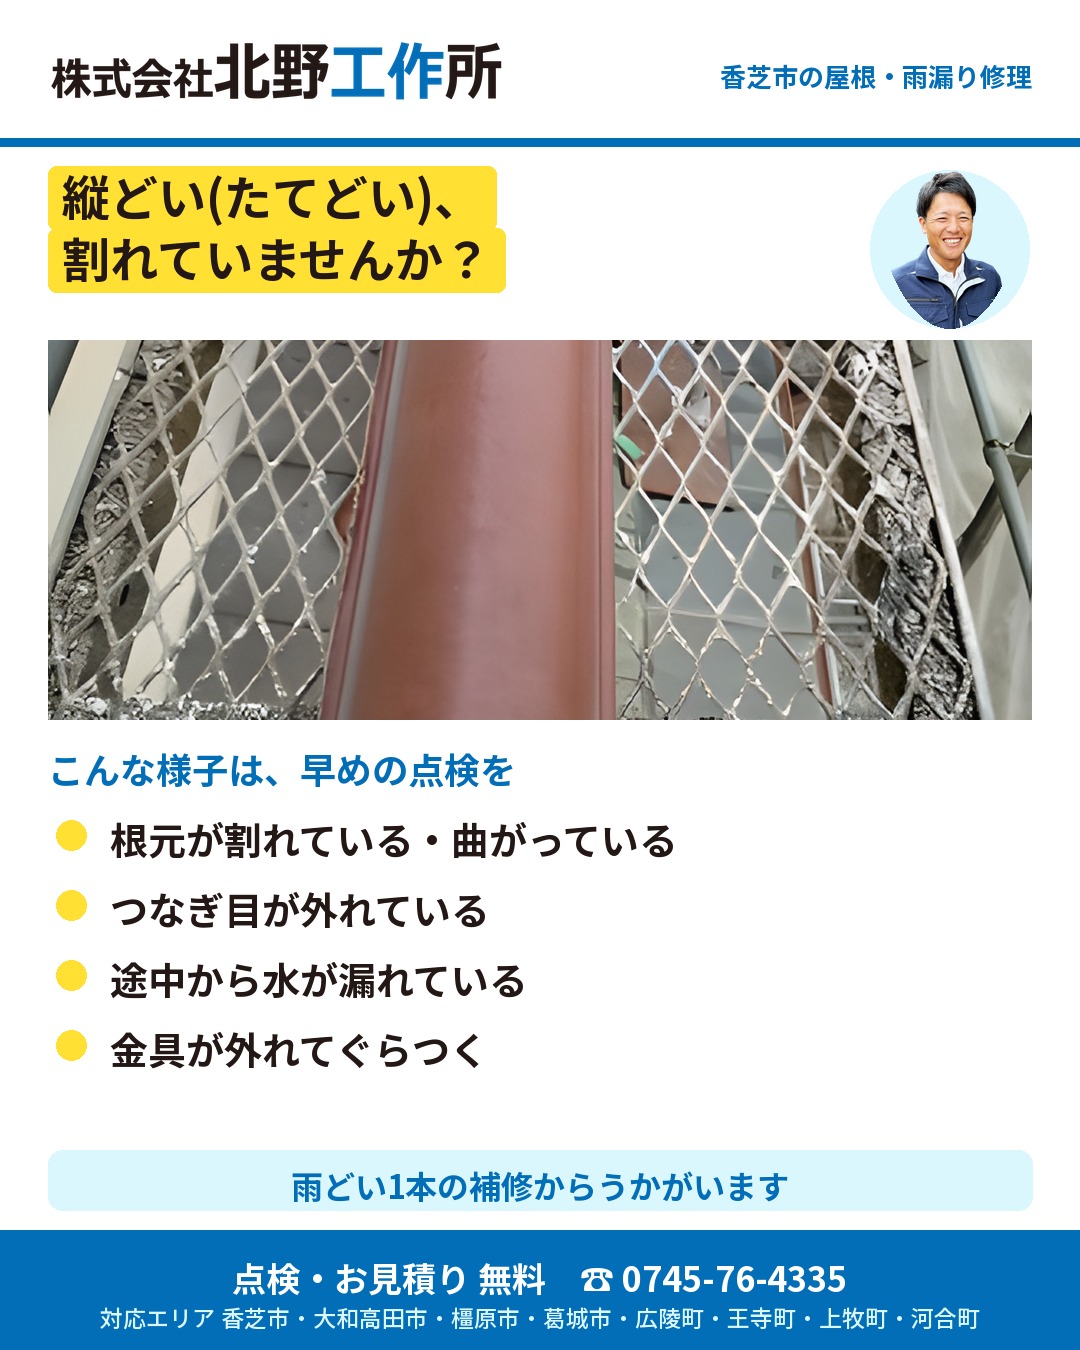 株式会社北野工作所
香芝市の屋根・雨漏り修理
縦どい(たてどい)、
割れていませんか？
こんな様子は、早めの点検を
根元が割れている・曲がっている
つなぎ目が外れている
途中から水が漏れている
金具が外れてぐらつく
雨どい1本の補修からうかがいます
点検・お見積り 無料 ☎ 0745-76-4335
対応エリア 香芝市・大和高田市・橿原市・葛城市・広陵町・王寺町・上牧町・河合町